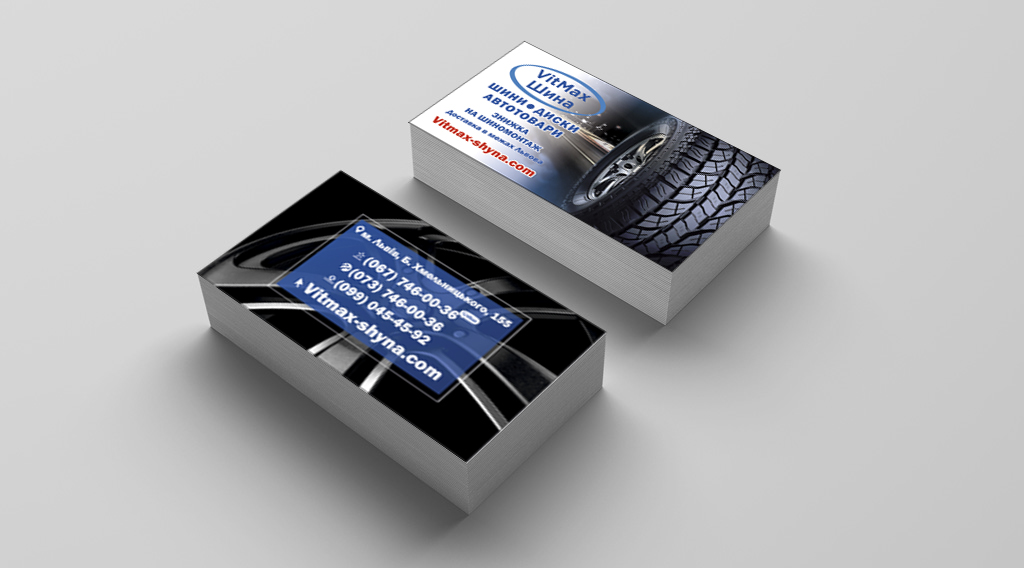 VitMax
Шина
ШИНИ • ДИСКИ
АВТОТОВАРИ
ЗНИЖКА
НА ШИНОМОНТАЖ
Доставка в межах Львова
Vitmax-shyna.com
м. Львів, Б. Хмельницького, 155
(067) 746-00-36
(073) 746-00-36
(099) 045-45-92
Vitmax-shyna.com